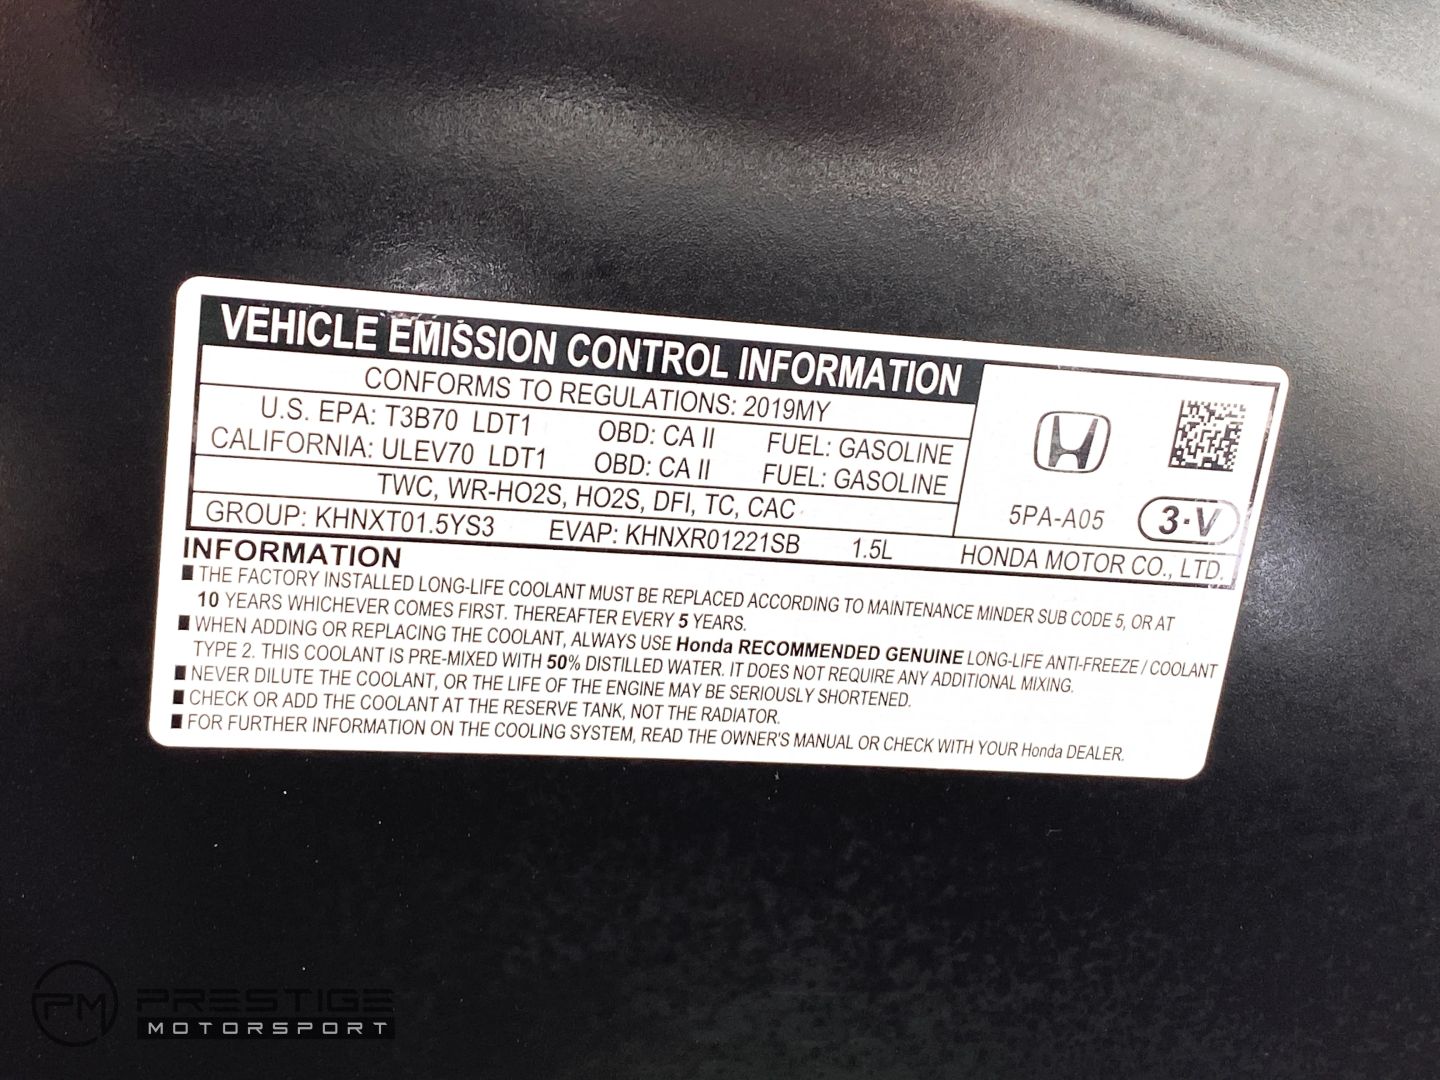 VEHICLE EMISSION CONTROL INFORMATION
CONFORMS TO REGULATIONS: 2019MY
U.S. EPA: T3B70 LDT1 OBD: CA II FUEL: GASOLINE
CALIFORNIA: ULEV70 LDT1 OBD: CA II FUEL: GASOLINE
TWC, WR-HO2S, HO2S, DFI, TC, CAC
5PA-A05 3·V
GROUP: KHNXT01.5YS3 EVAP: KHNXR01221SB 1.5L HONDA MOTOR CO., LTD.
INFORMATION
■ THE FACTORY INSTALLED LONG-LIFE COOLANT MUST BE REPLACED ACCORDING TO MAINTENANCE MINDER SUB CODE 5, OR AT
10 YEARS WHICHEVER COMES FIRST. THEREAFTER EVERY 5 YEARS.
■ WHEN ADDING OR REPLACING THE COOLANT, ALWAYS USE Honda RECOMMENDED GENUINE LONG-LIFE ANTI-FREEZE / COOLANT
TYPE 2. THIS COOLANT IS PRE-MIXED WITH 50% DISTILLED WATER. IT DOES NOT REQUIRE ANY ADDITIONAL MIXING.
■ NEVER DILUTE THE COOLANT, OR THE LIFE OF THE ENGINE MAY BE SERIOUSLY SHORTENED.
■ CHECK OR ADD THE COOLANT AT THE RESERVE TANK, NOT THE RADIATOR.
■ FOR FURTHER INFORMATION ON THE COOLING SYSTEM, READ THE OWNER'S MANUAL OR CHECK WITH YOUR Honda DEALER.
PM PRESTIGE
MOTORSPORT